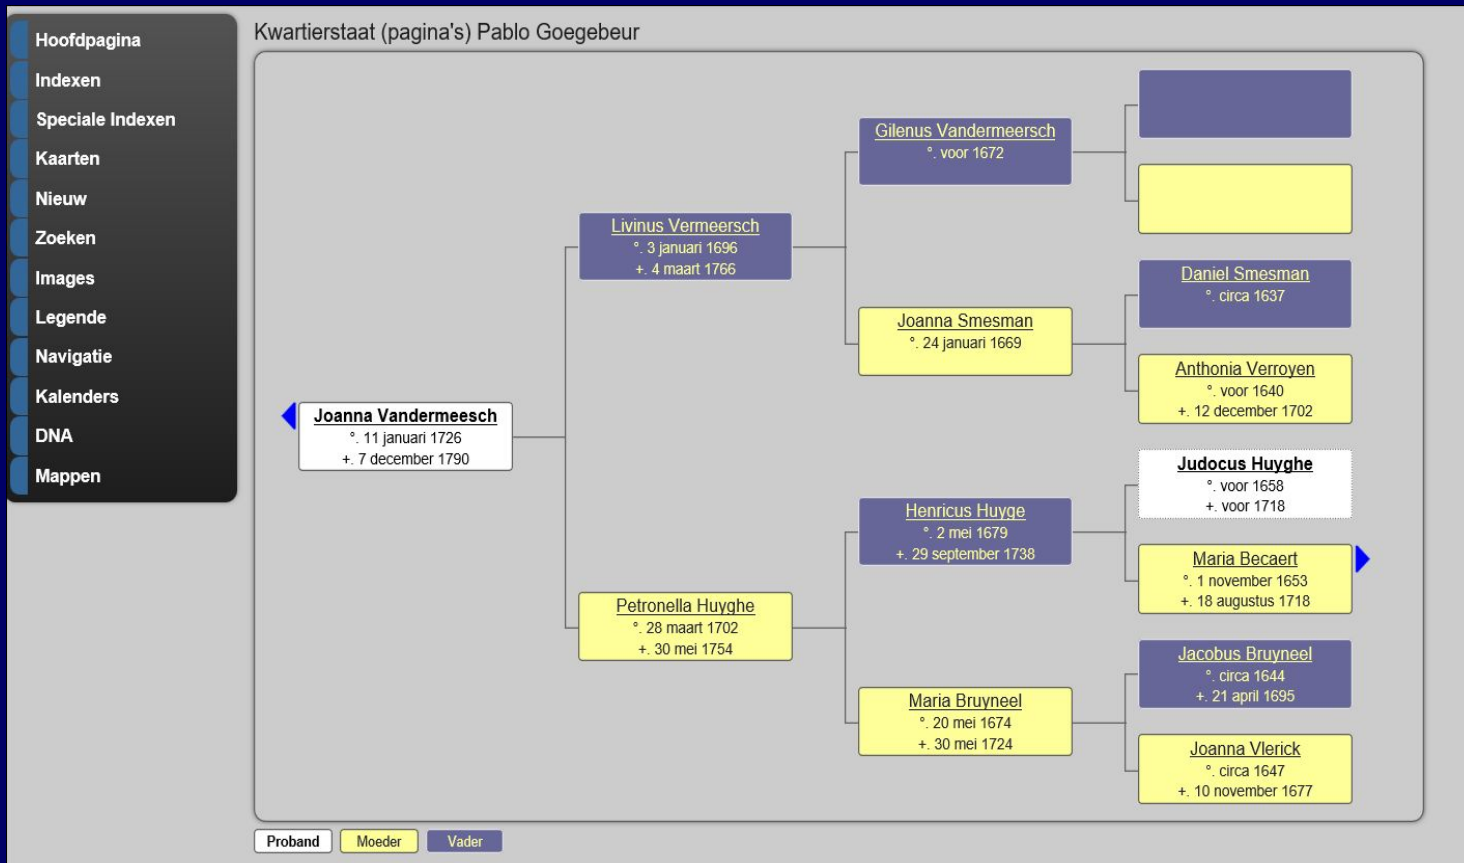 Hoofdpagina
Indexen
Speciale Indexen
Kaarten
Nieuw
Zoeken
Images
Legende
Navigatie
Kalenders
DNA
Mappen
Kwartierstaat (pagina's) Pablo Goegebeur
Joanna Vandermeesch
°. 11 januari 1726
+. 7 december 1790
Livinus Vermeersch
°. 3 januari 1696
+. 4 maart 1766
Petronella Huyghe
°. 28 maart 1702
+. 30 mei 1754
Gilenus Vandermeersch
°. voor 1672
Joanna Smesman
°. 24 januari 1669
Henricus Huyge
°. 2 mei 1679
+. 29 september 1738
Maria Bruyneel
°. 20 mei 1674
+. 30 mei 1724
Daniel Smesman
°. circa 1637
Anthonia Verroyen
°. voor 1640
+. 12 december 1702
Judocus Huyghe
°. voor 1658
+. voor 1718
Maria Becaert
°. 1 november 1653
+. 18 augustus 1718
Jacobus Bruyneel
°. circa 1644
+. 21 april 1695
Joanna Vlerick
°. circa 1647
+. 10 november 1677
Proband
Moeder
Vader